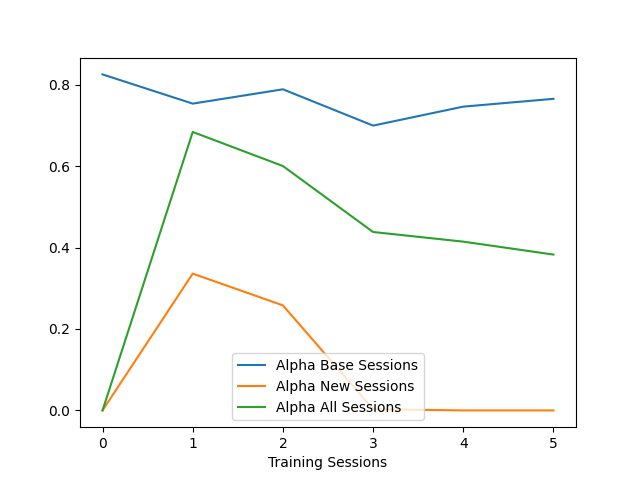 0.8
0.6
0.4
0.2
0.0
Alpha Base Sessions
Alpha New Sessions
Alpha All Sessions
0 1 2 3 4 5
Training Sessions